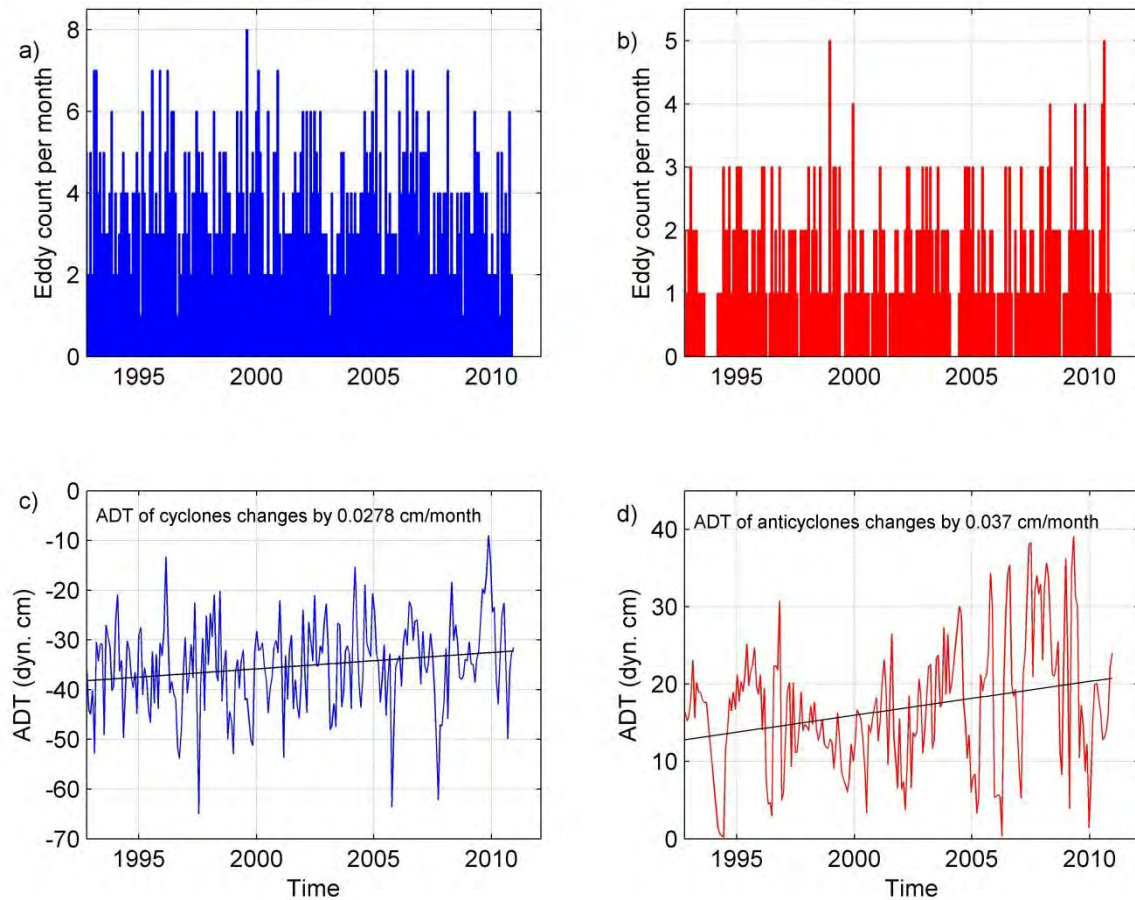 a)
Eddy count per month
8
6
4
2
0
1995 2000 2005 2010
b)
Eddy count per month
5
4
3
2
1
0
1995 2000 2005 2010
c)
ADT of cyclones changes by 0.0278 cm/month
ADT (dyn. cm)
0
-10
-20
-30
-40
-50
-60
-70
1995 2000 2005 2010
Time
d)
ADT of anticyclones changes by 0.037 cm/month
ADT (dyn. cm)
40
30
20
10
0
1995 2000 2005 2010
Time